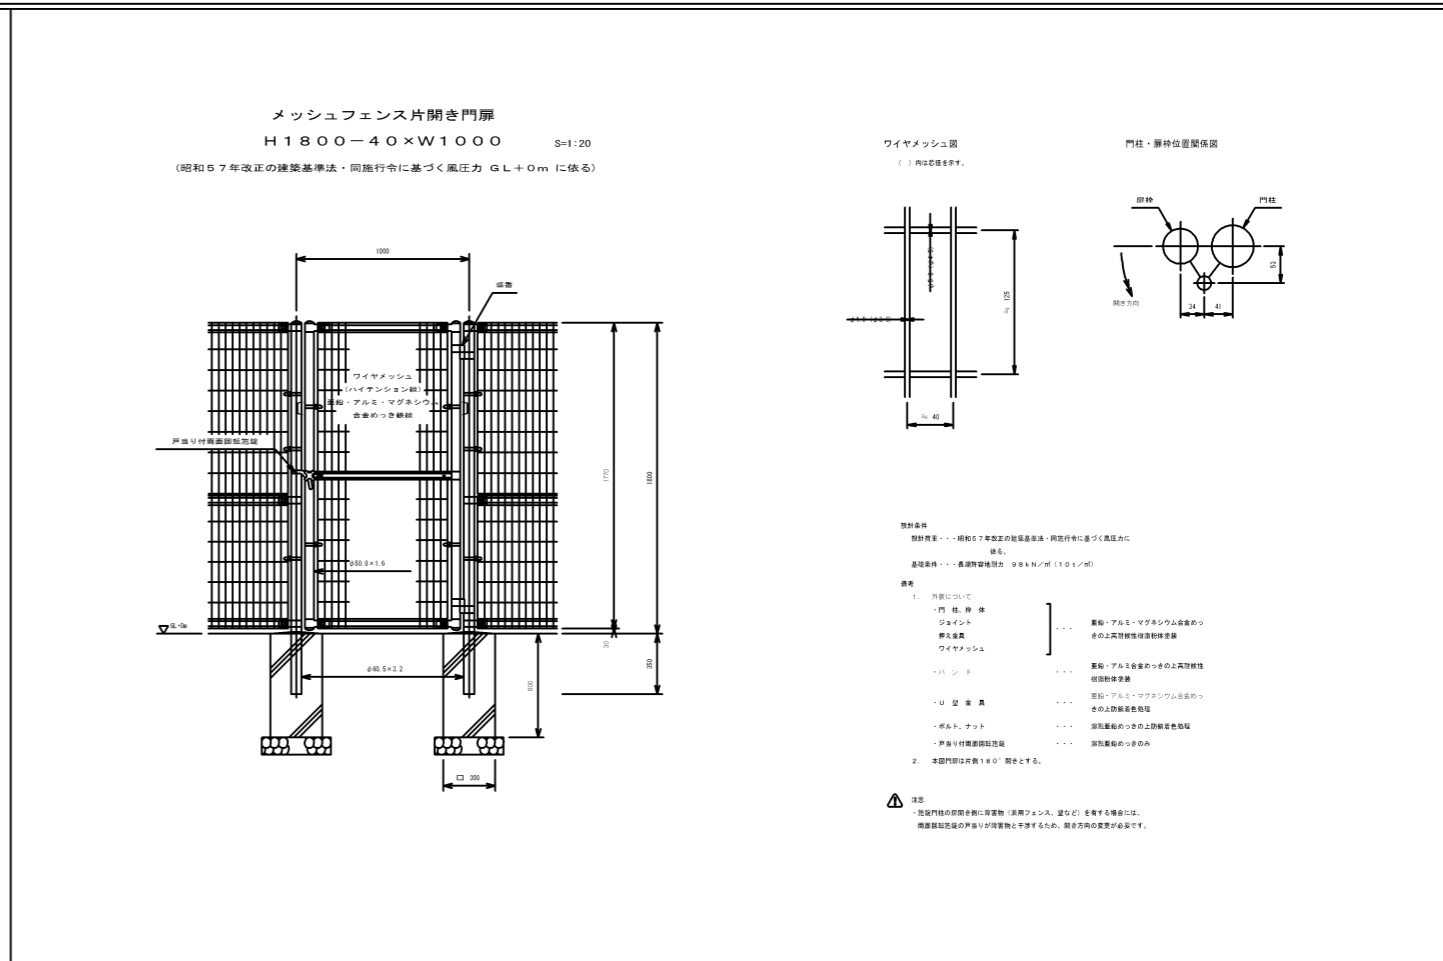 メッシュフェンス片開き門扉
H1800-40×W1000
S=1:20
(昭和57年改正の建築基準法・同施行令に基づく風圧力 GL+0m に依る)
1000
ワイヤメッシュ
(ハイテンション線)
亜鉛・アルミ・マグネシウム
合金めっき鉄線
戸当り付両面回転施錠
φ50.8×1.6
1770
1800
GL+0m
φ60.5×3.2
30
350
600
口 300
ワイヤメッシュ図
( )内は芯径を示す。
125
≒ 40
門柱・扉枠位置関係図
扉枠
門柱
開き方向
53
34
41
設計条件
設計荷重・・・昭和57年改正の建築基準法・同施行令に基づく風圧力に
依る。
基礎条件・・・長期許容地耐力 98kN/㎡(10t/㎡)
備考
1. 外装について
・門 柱、枠 体
ジョイント
押え金具
ワイヤメッシュ
・・・ 亜鉛・アルミ・マグネシウム合金めっ
きの上高耐候性樹脂粉体塗装
・バ ン ド ・・・ 亜鉛・アルミ合金めっきの上高耐候性
樹脂粉体塗装
・U 型 金 具 ・・・ 亜鉛・アルミ・マグネシウム合金めっ
きの上防錆着色処理
・ボルト、ナット ・・・ 溶融亜鉛めっきの上防錆着色処理
・戸当り付両面回転施錠 ・・・ 溶融亜鉛めっきのみ
2. 本図門扉は片側180°開きとする。
注意
・施錠門柱の扉開き側に障害物(兼用フェンス、壁など)を有する場合には、
両面回転施錠の戸当りが障害物と干渉するため、開き方向の変更が必要です。